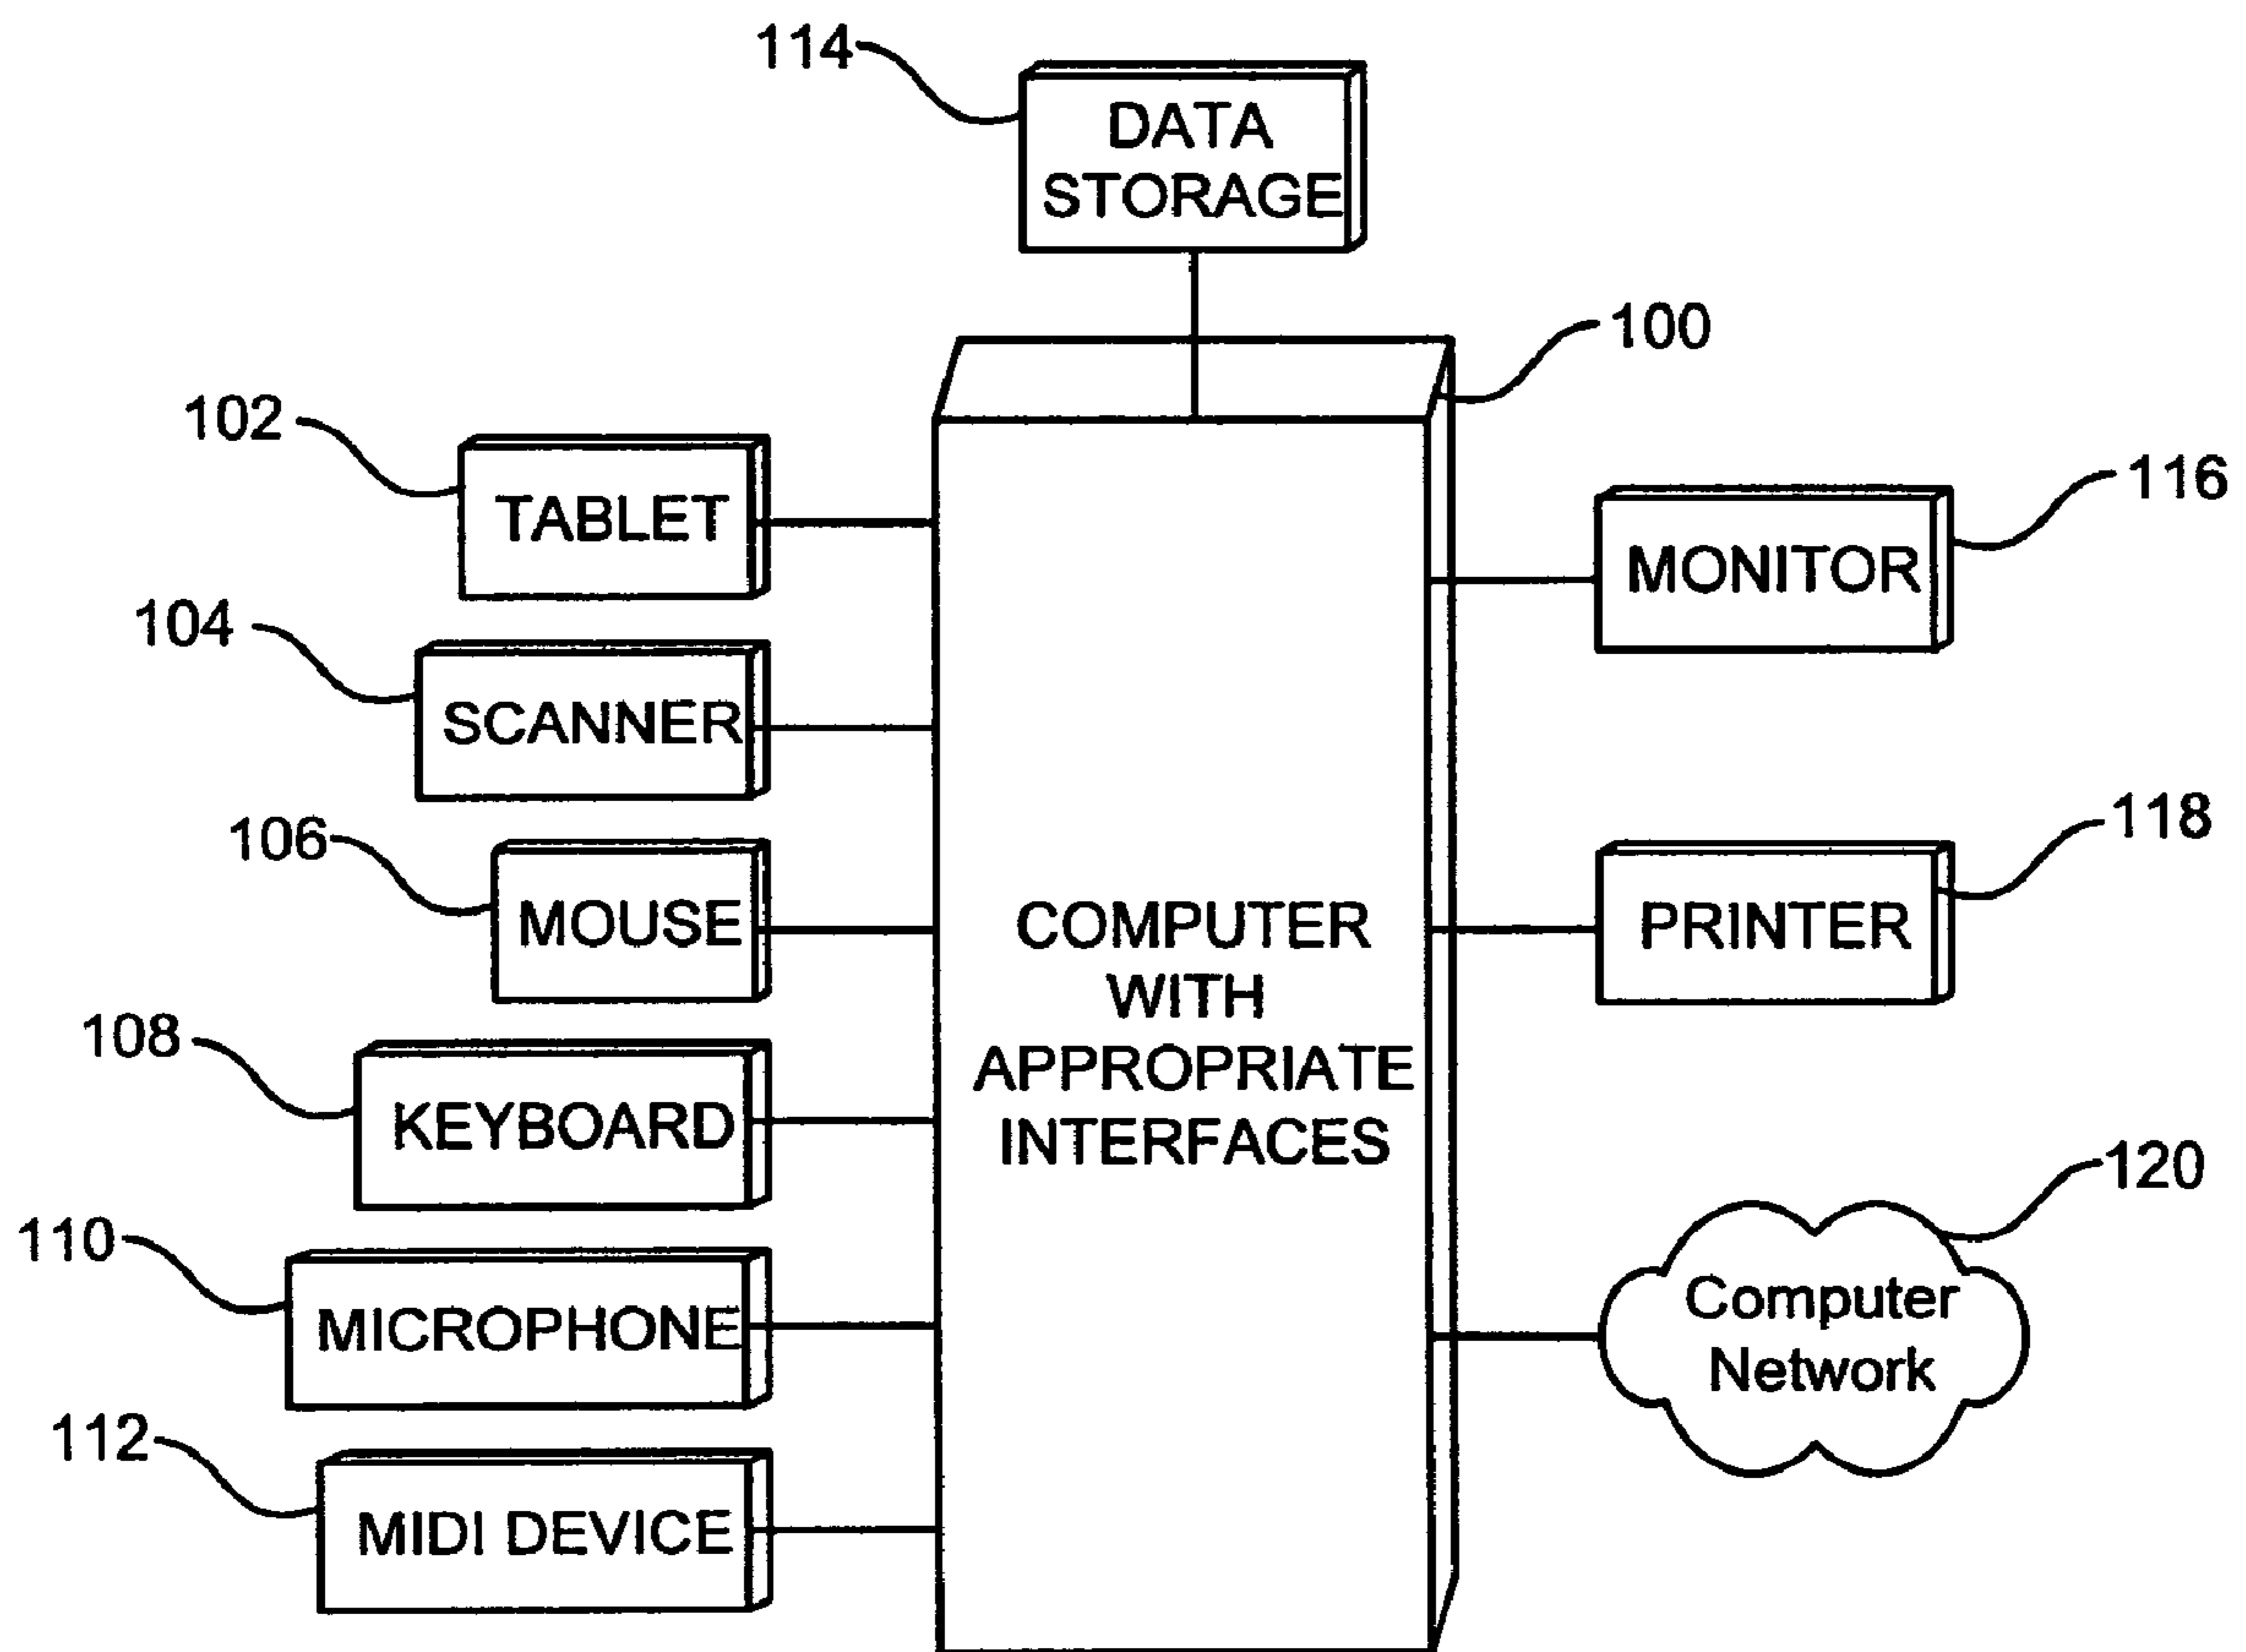 114
DATA
STORAGE
100
102
TABLET
116
MONITOR
104
SCANNER
106
MOUSE
118
PRINTER
COMPUTER
WITH
APPROPRIATE
INTERFACES
108
KEYBOARD
120
Computer
Network
110
MICROPHONE
112
MIDI DEVICE